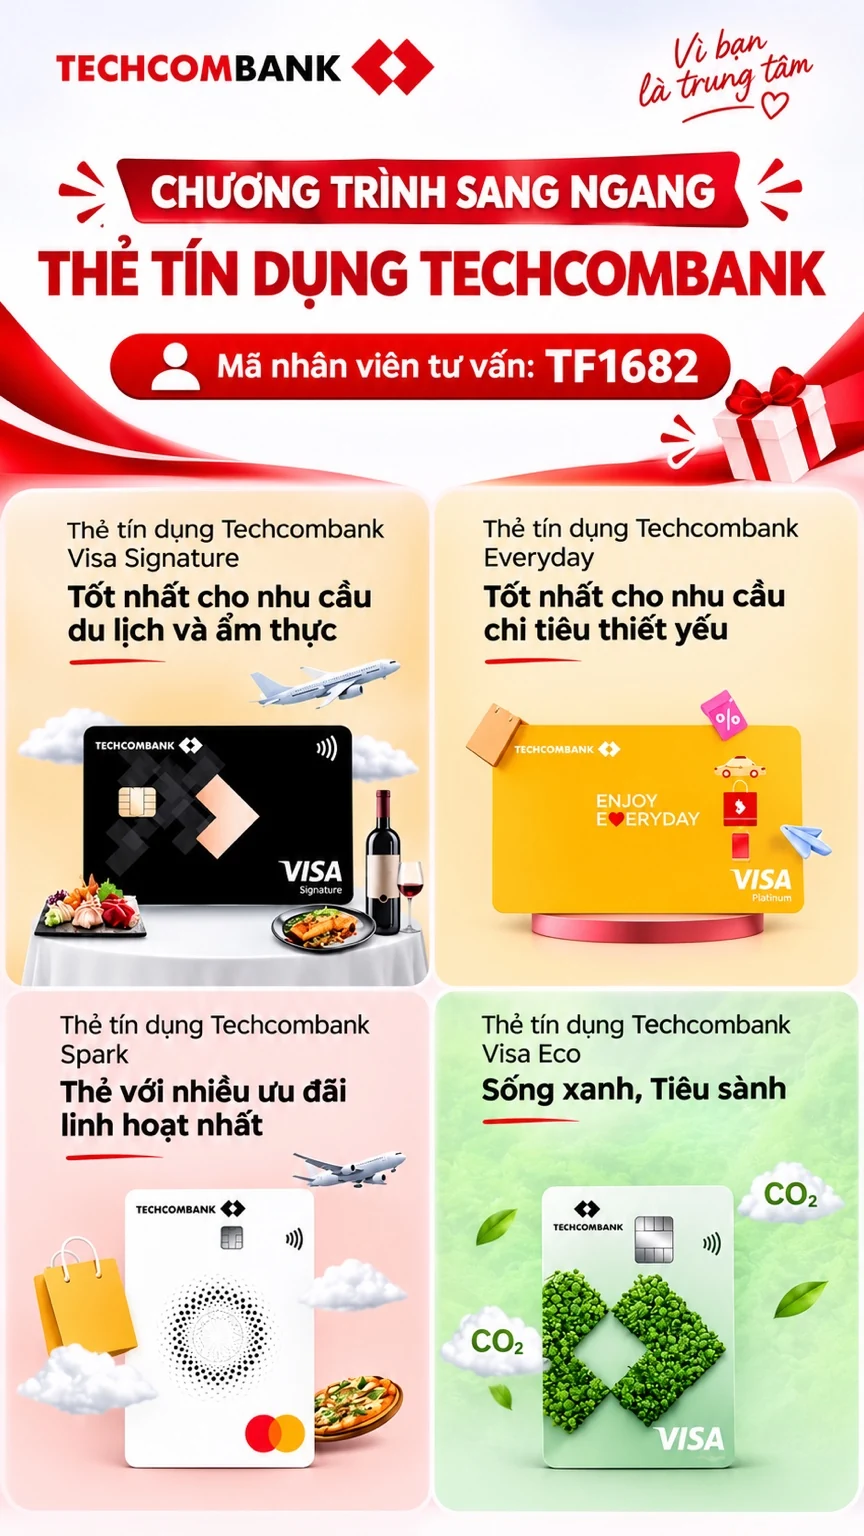 TECHCOMBANK
Vì bạn
là trung tâm
CHƯƠNG TRÌNH SANG NGANG
THẺ TÍN DỤNG TECHCOMBANK
Mã nhân viên tư vấn: TF1682
Thẻ tín dụng Techcombank
Visa Signature
Tốt nhất cho nhu cầu
du lịch và ẩm thực
TECHCOMBANK
VISA
Signature
Thẻ tín dụng Techcombank
Everyday
Tốt nhất cho nhu cầu
chi tiêu thiết yếu
%
TECHCOMBANK
ENJOY
E❤ERYDAY
$
VISA
Platinum
Thẻ tín dụng Techcombank
Spark
Thẻ với nhiều ưu đãi
linh hoạt nhất
TECHCOMBANK
Thẻ tín dụng Techcombank
Visa Eco
Sống xanh, Tiêu sành
CO₂
TECHCOMBANK
CO₂
VISA